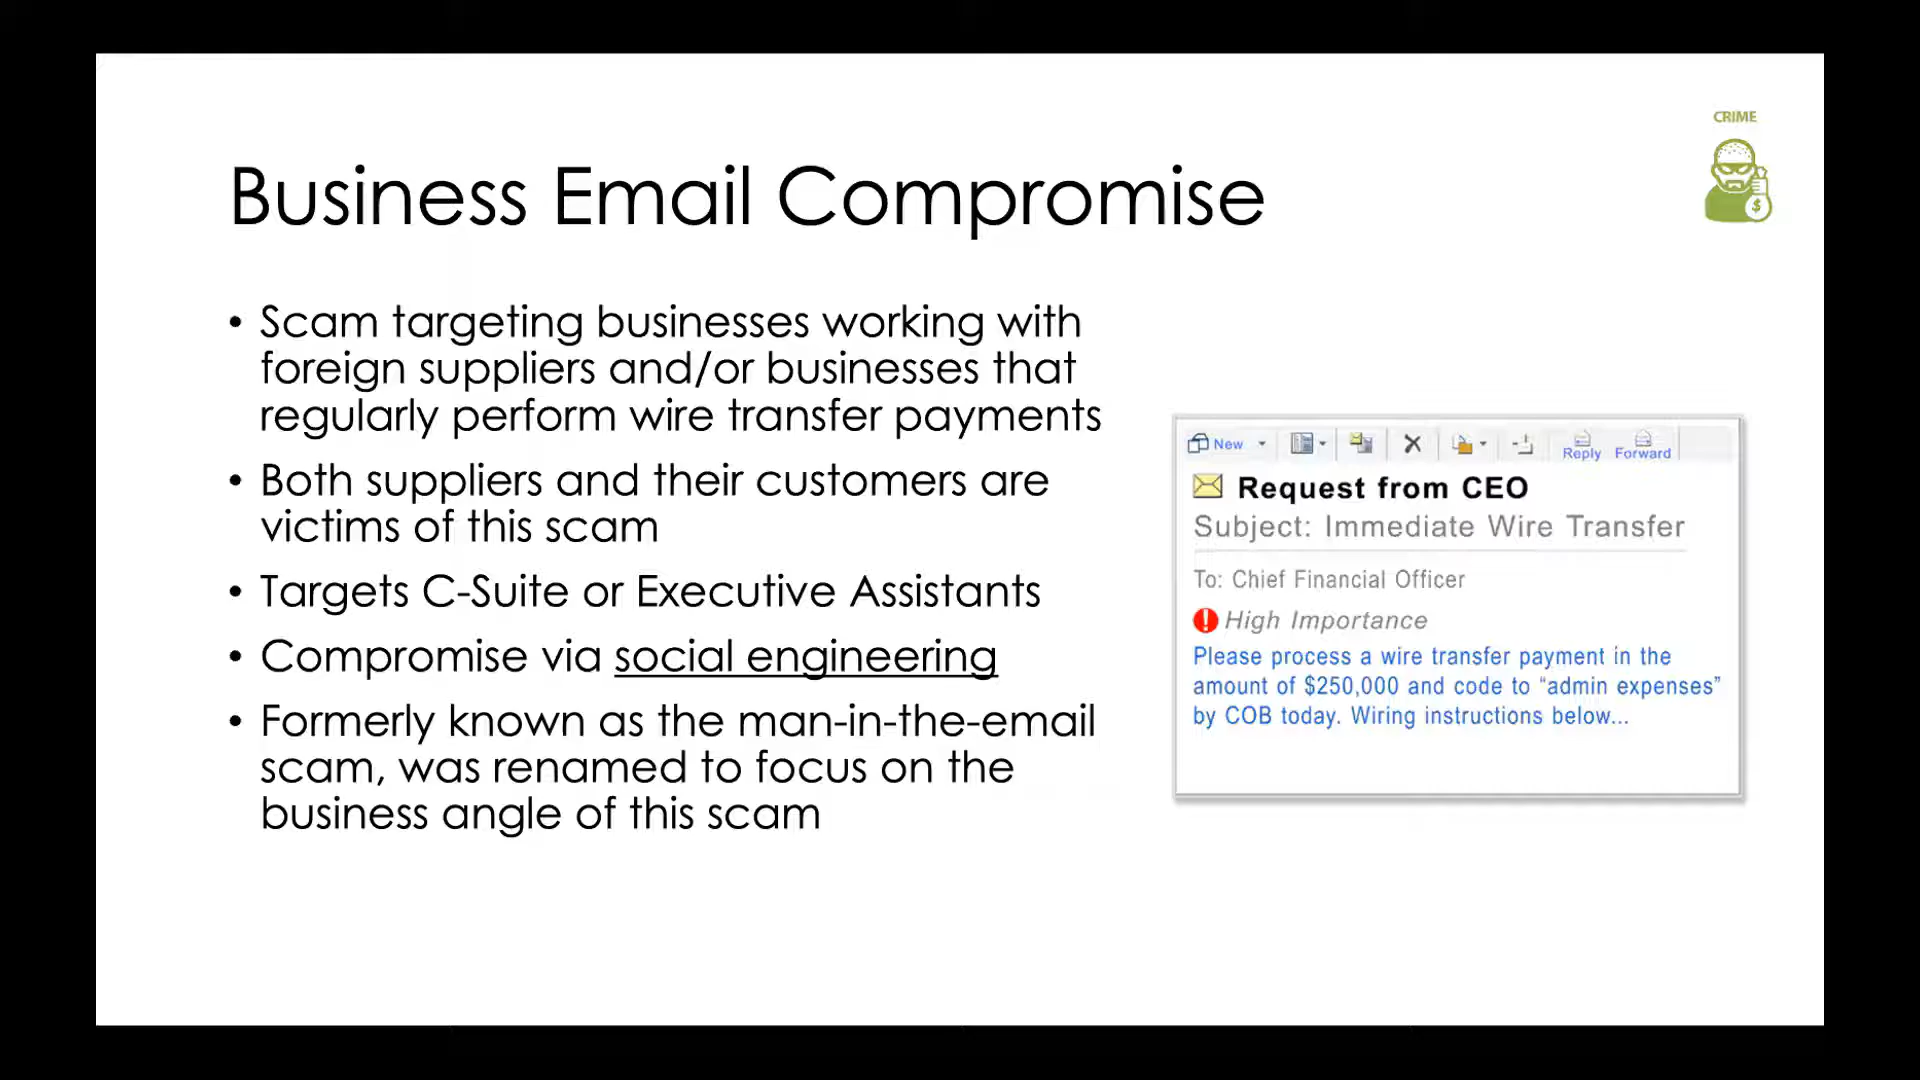 CRIME
Business Email Compromise
• Scam targeting businesses working with
foreign suppliers and/or businesses that
regularly perform wire transfer payments
• Both suppliers and their customers are
victims of this scam
• Targets C-Suite or Executive Assistants
• Compromise via social engineering
• Formerly known as the man-in-the-email
scam, was renamed to focus on the
business angle of this scam
New Reply Forward
Request from CEO
Subject: Immediate Wire Transfer
To: Chief Financial Officer
High Importance
Please process a wire transfer payment in the
amount of $250,000 and code to “admin expenses”
by COB today. Wiring instructions below...